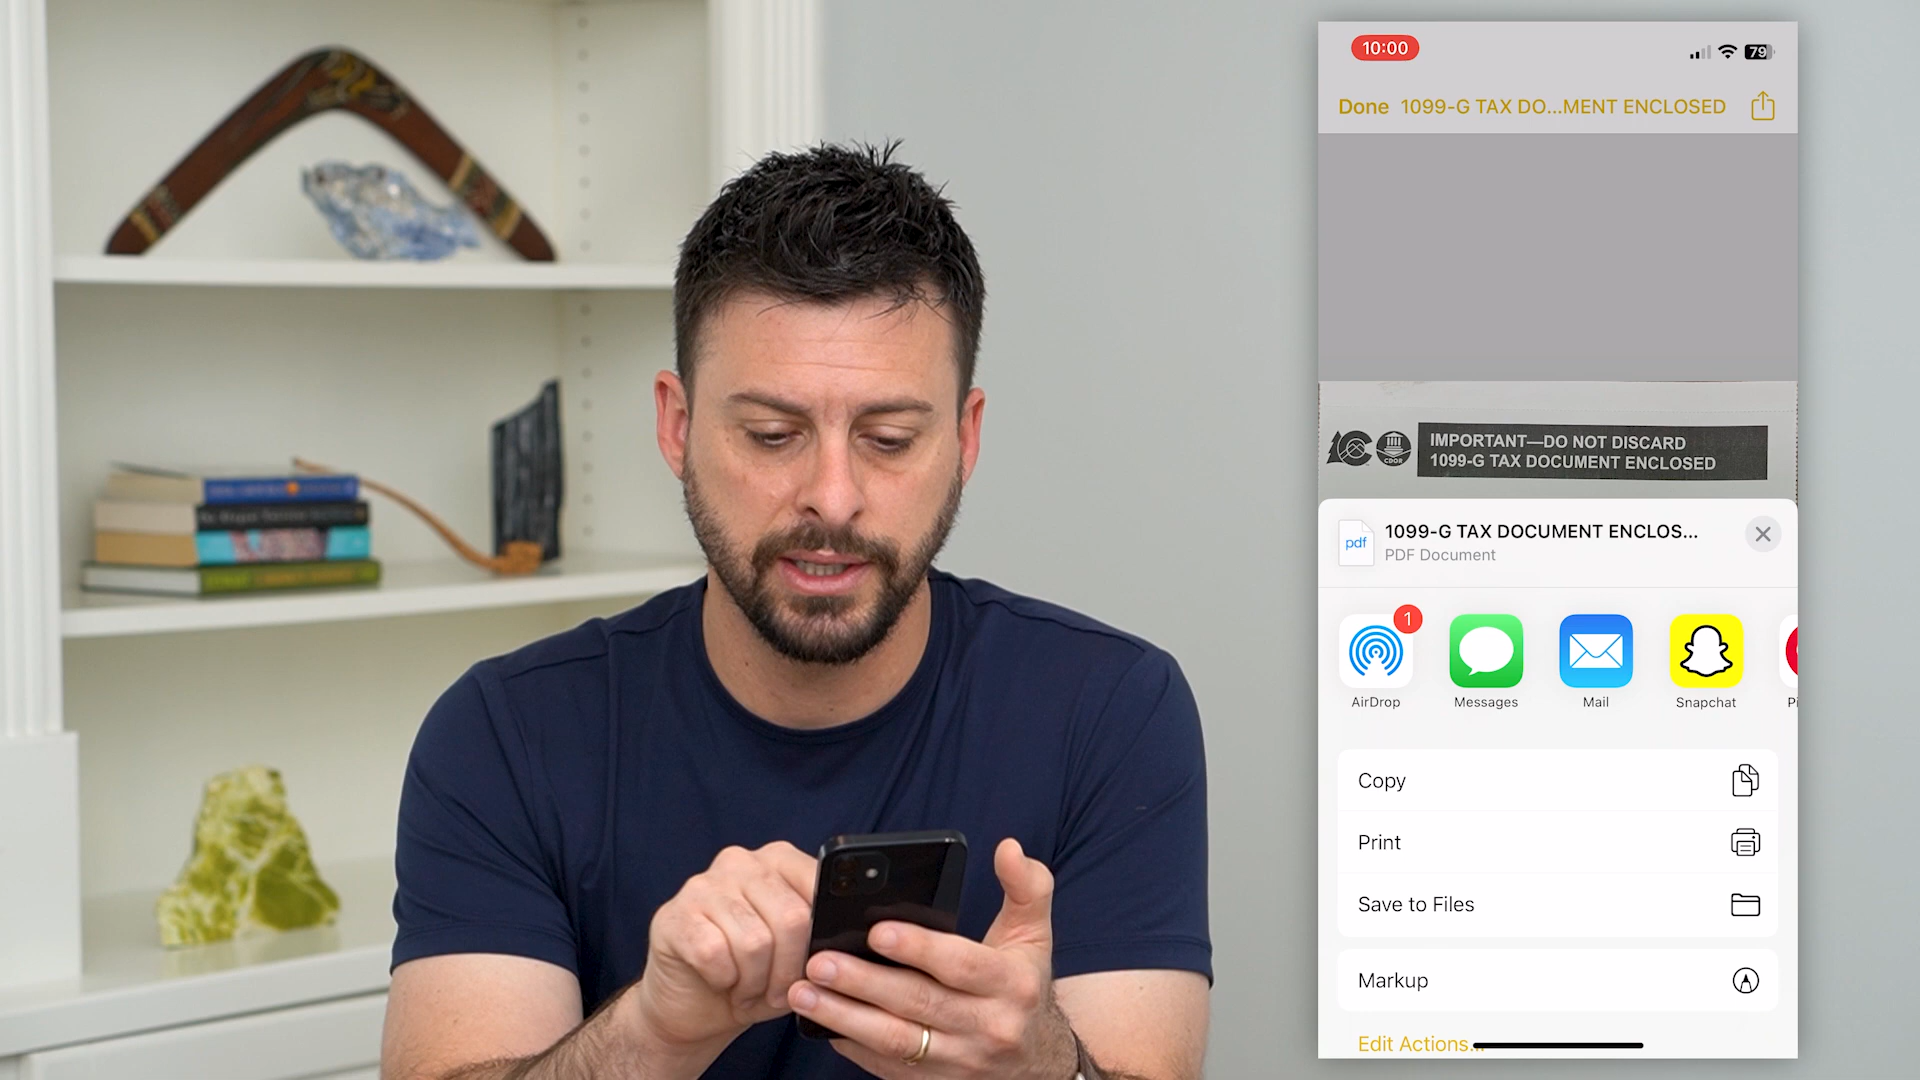 10:00
79
Done 1099-G TAX DO...MENT ENCLOSED
CDOR
IMPORTANT—DO NOT DISCARD
1099-G TAX DOCUMENT ENCLOSED
pdf
1099-G TAX DOCUMENT ENCLOS...
PDF Document
1
AirDrop
Messages
Mail
Snapchat
Copy
Print
Save to Files
Markup
Edit Actions...